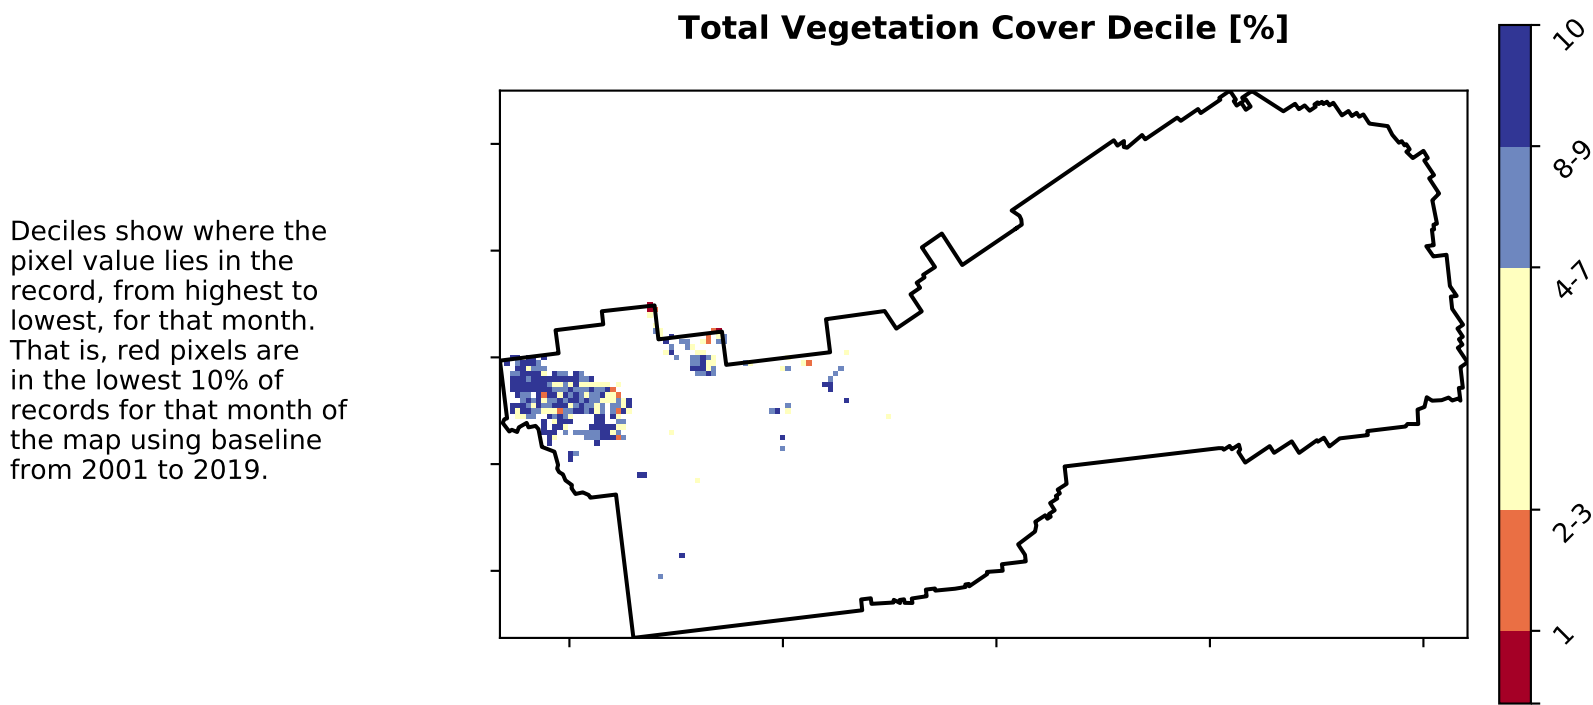 Total Vegetation Cover Decile [%]
Deciles show where the
pixel value lies in the
record, from highest to
lowest, for that month.
That is, red pixels are
in the lowest 10% of
records for that month of
the map using baseline
from 2001 to 2019.
10
8-9
4-7
2-3
1